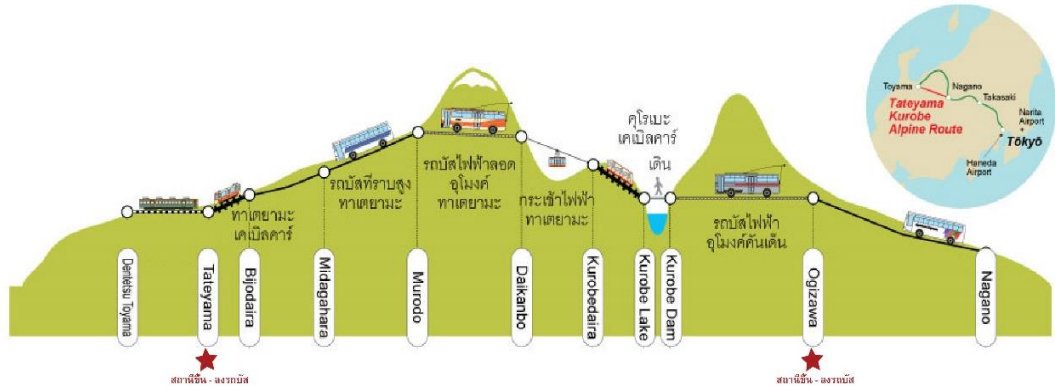 Toyama
Nagano
Takasaki
Tateyama
Kurobe
Alpine Route
Narita
Airport
Tōkyō
Haneda
Airport
คุโรเบะ
เคเบิลคาร์
เดิน
รถบัสไฟฟ้าลอด
อุโมงค์
ทาเตยามะ
รถบัสที่ราบสูง
ทาเตยามะ
กระเช้าไฟฟ้า
ทาเตยามะ
ทาเตยามะ
เคเบิลคาร์
รถบัสไฟฟ้า
อุโมงค์คันเด็น
Dentetsu Toyama
Tateyama
Bijodaira
Midagahara
Murodo
Daikanbo
Kurobedaira
Kurobe Lake
Kurobe Dam
Ogizawa
Nagano
สถานีขึ้น - ลงรถบัส
สถานีขึ้น - ลงรถบัส